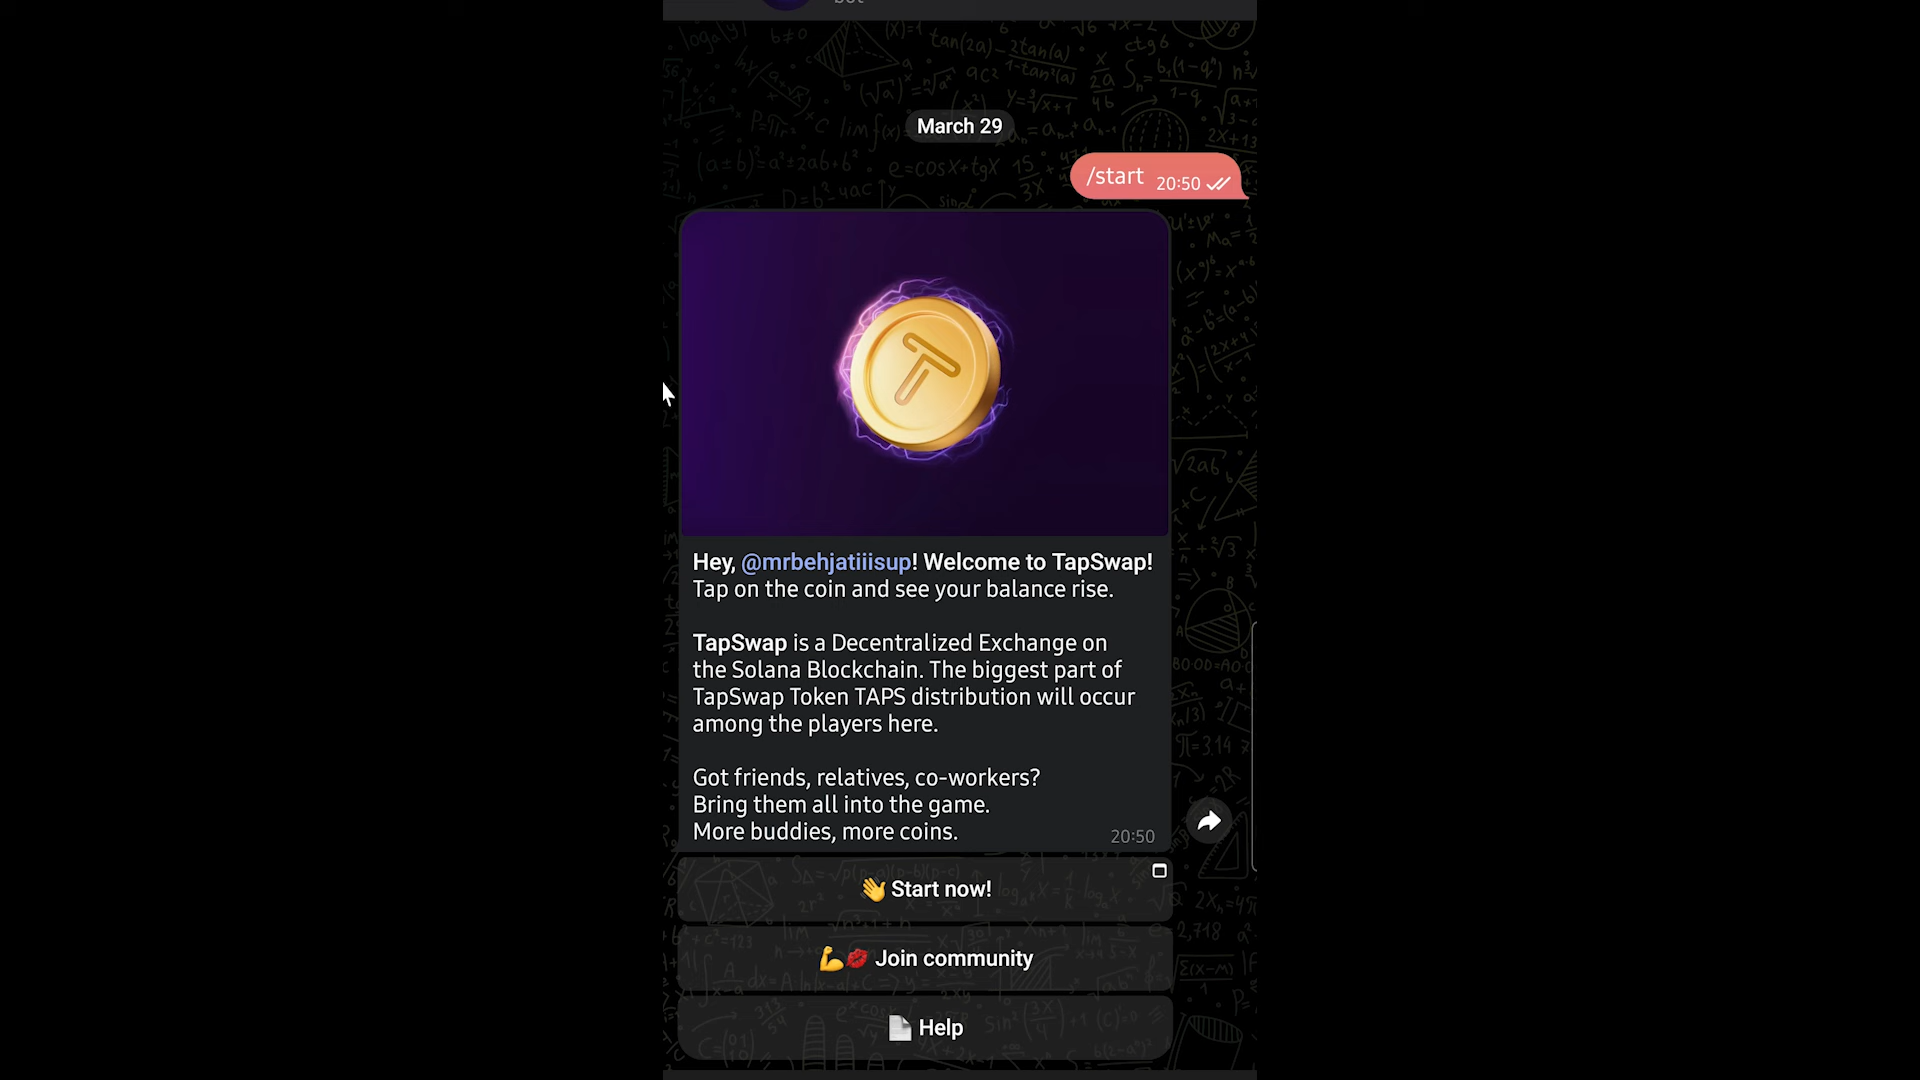 March 29
/start 20:50
Hey, @mrbehjatiiisup! Welcome to TapSwap!
Tap on the coin and see your balance rise.
TapSwap is a Decentralized Exchange on
the Solana Blockchain. The biggest part of
TapSwap Token TAPS distribution will occur
among the players here.
Got friends, relatives, co-workers?
Bring them all into the game.
More buddies, more coins.
20:50
👋 Start now!
💪💋 Join community
📄 Help